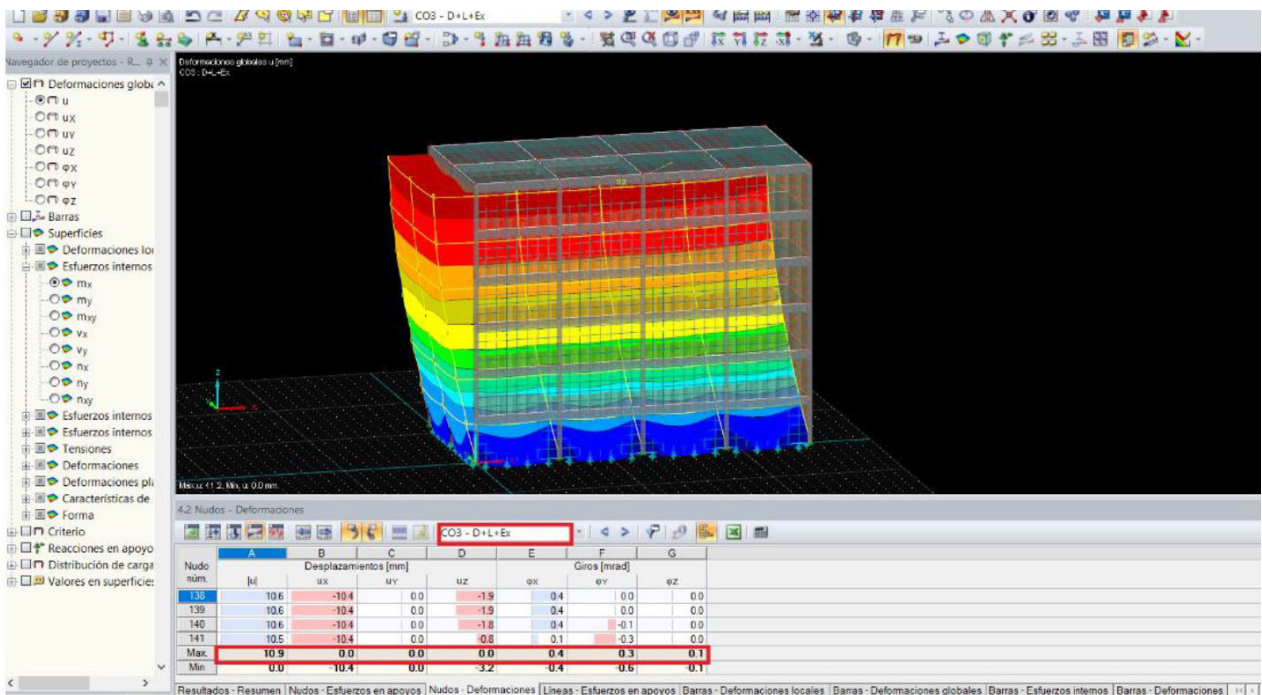 CO3 - D+L+Ex
Navegador de proyectos - R...
Deformaciones globa
u
uX
uY
uZ
φX
φY
φZ
Barras
Superficies
Deformaciones loc
Esfuerzos internos
mx
my
mxy
vx
vy
nx
ny
nxy
Esfuerzos internos
Esfuerzos internos
Tensiones
Deformaciones
Deformaciones pla
Características de
Forma
Criterio
Reacciones en apoyo
Distribución de carga
Valores en superficies
Deformaciones globales u [mm]
CO3 : D+L+Ex
Z
X
4.2 Nudos - Deformaciones
CO3 - D+L+Ex
A B C D E F G
Nudo Desplazamientos [mm] Giros [mrad]
núm. |u| uX uY uZ φX φY φZ
138 10.6 -10.4 0.0 -1.9 0.4 0.0 0.0
139 10.6 -10.4 0.0 -1.9 0.4 0.0 0.0
140 10.6 -10.4 0.0 -1.8 0.4 -0.1 0.0
141 10.5 -10.4 0.0 -0.8 0.1 -0.3 0.0
Max. 10.9 0.0 0.0 0.0 0.4 0.3 0.1
Min 0.0 -10.4 0.0 -3.2 -0.4 -0.6 -0.1
Resultados - Resumen Nudos - Esfuerzos en apoyos Nudos - Deformaciones Líneas - Esfuerzos en apoyos Barras - Deformaciones locales Barras - Deformaciones globales Barras - Esfuerzos internos Barras - Deformaciones